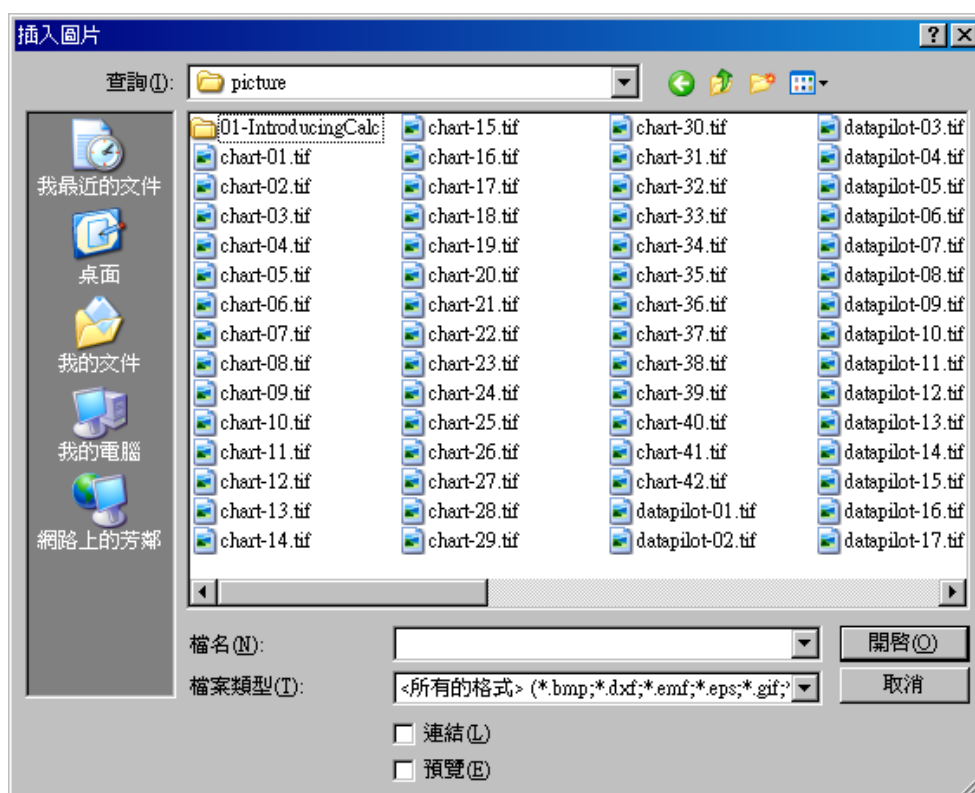 插入圖片
查詢(I):
picture
我最近的文件
桌面
我的文件
我的電腦
網路上的芳鄰
01-IntroducingCalc
chart-01.tif
chart-02.tif
chart-03.tif
chart-04.tif
chart-05.tif
chart-06.tif
chart-07.tif
chart-08.tif
chart-09.tif
chart-10.tif
chart-11.tif
chart-12.tif
chart-13.tif
chart-14.tif
chart-15.tif
chart-16.tif
chart-17.tif
chart-18.tif
chart-19.tif
chart-20.tif
chart-21.tif
chart-22.tif
chart-23.tif
chart-24.tif
chart-25.tif
chart-26.tif
chart-27.tif
chart-28.tif
chart-29.tif
chart-30.tif
chart-31.tif
chart-32.tif
chart-33.tif
chart-34.tif
chart-35.tif
chart-36.tif
chart-37.tif
chart-38.tif
chart-39.tif
chart-40.tif
chart-41.tif
chart-42.tif
datapilot-01.tif
datapilot-02.tif
datapilot-03.tif
datapilot-04.tif
datapilot-05.tif
datapilot-06.tif
datapilot-07.tif
datapilot-08.tif
datapilot-09.tif
datapilot-10.tif
datapilot-11.tif
datapilot-12.tif
datapilot-13.tif
datapilot-14.tif
datapilot-15.tif
datapilot-16.tif
datapilot-17.tif
檔名(N):
開啓(O)
檔案類型(T):
<所有的格式> (*.bmp;*.dxf;*.emf;*.eps;*.gif;*
取消
連結(L)
預覽(E)